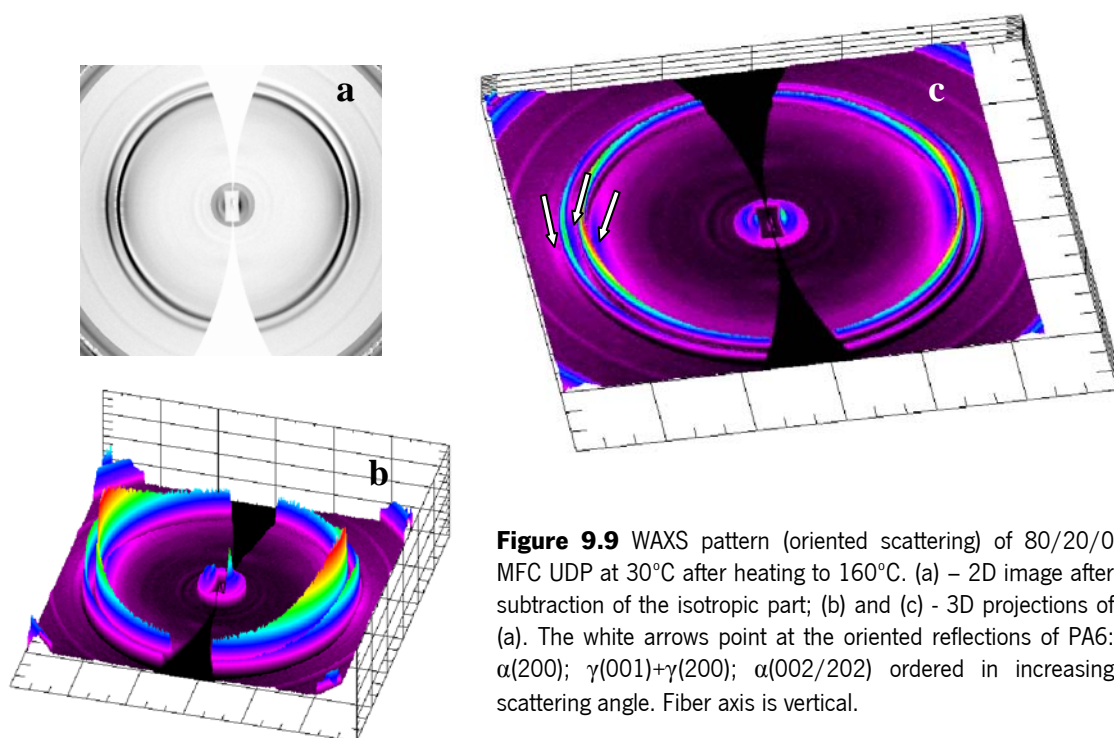 a
c
b
Figure 9.9 WAXS pattern (oriented scattering) of 80/20/0
MFC UDP at 30°C after heating to 160°C. (a) – 2D image after
subtraction of the isotropic part; (b) and (c) - 3D projections of
(a). The white arrows point at the oriented reflections of PA6:
α(200); γ(001)+γ(200); α(002/202) ordered in increasing
scattering angle. Fiber axis is vertical.